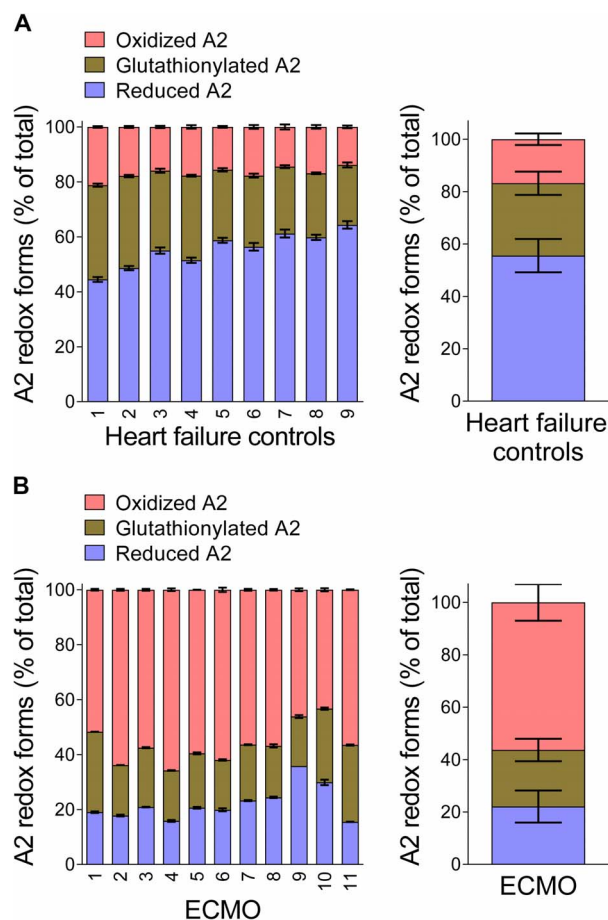 A
Oxidized A2
Glutathionylated A2
Reduced A2
A2 redox forms (% of total)
100
80
60
40
20
0
1 2 3 4 5 6 7 8 9
Heart failure controls
A2 redox forms (% of total)
100
80
60
40
20
0
Heart failure
controls
B
Oxidized A2
Glutathionylated A2
Reduced A2
A2 redox forms (% of total)
100
80
60
40
20
0
1 2 3 4 5 6 7 8 9 10 11
ECMO
A2 redox forms (% of total)
100
80
60
40
20
0
ECMO